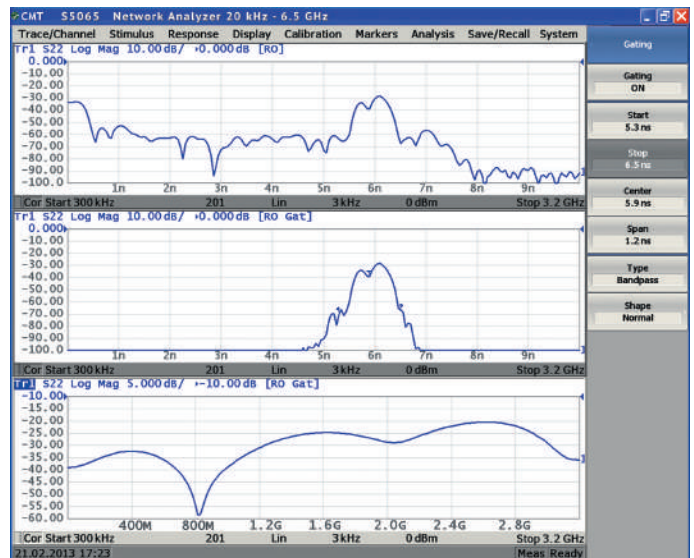 CMT S5065 Network Analyzer 20 kHz - 6.5 GHz
Trace/Channel Stimulus Response Display Calibration Markers Analysis Save/Recall System
Tr1 S22 Log Mag 10.00dB/ ▸0.000dB [RO]
0.000
-10.00
-20.00
-30.00
-40.00
-50.00
-60.00
-70.00
-80.00
-90.00
-100.0
1n 2n 3n 4n 5n 6n 7n 8n 9n
1
Cor Start 300 kHz 201 Lin 3 kHz 0 dBm Stop 3.2 GHz
Tr1 S22 Log Mag 10.00dB/ ▸0.000dB [RO Gat]
0.000
-10.00
-20.00
-30.00
-40.00
-50.00
-60.00
-70.00
-80.00
-90.00
-100.0
1n 2n 3n 4n 5n 6n 7n 8n 9n
Cor Start 300 kHz 201 Lin 3 kHz 0 dBm Stop 3.2 GHz
Tr1 S22 Log Mag 5.000dB/ ▸-10.00dB [RO Gat]
-10.00
-15.00
-20.00
-25.00
-30.00
-35.00
-40.00
-45.00
-50.00
-55.00
-60.00
400M 800M 1.2G 1.6G 2.0G 2.4G 2.8G
1
Cor Start 300 kHz 201 Lin 3 kHz 0 dBm Stop 3.2 GHz
21.02.2013 17:23 Meas Ready
Gating
Gating
ON
Start
5.3 ns
Stop
6.5 ns
Center
5.9 ns
Span
1.2 ns
Type
Bandpass
Shape
Normal